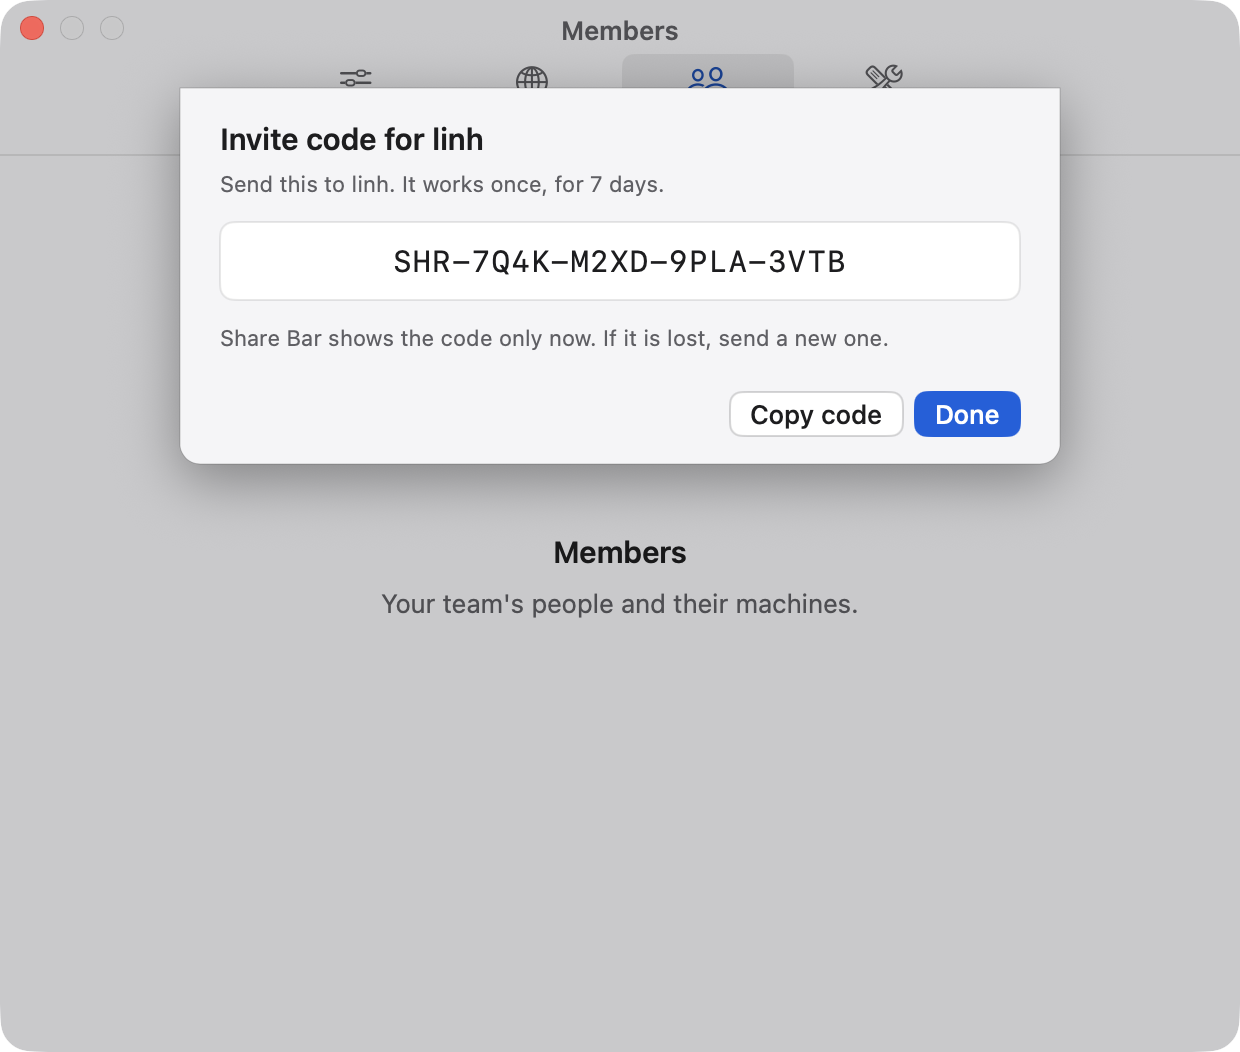 Members
Invite code for linh
Send this to linh. It works once, for 7 days.
SHR–7Q4K–M2XD–9PLA–3VTB
Share Bar shows the code only now. If it is lost, send a new one.
Copy code
Done
Members
Your team's people and their machines.